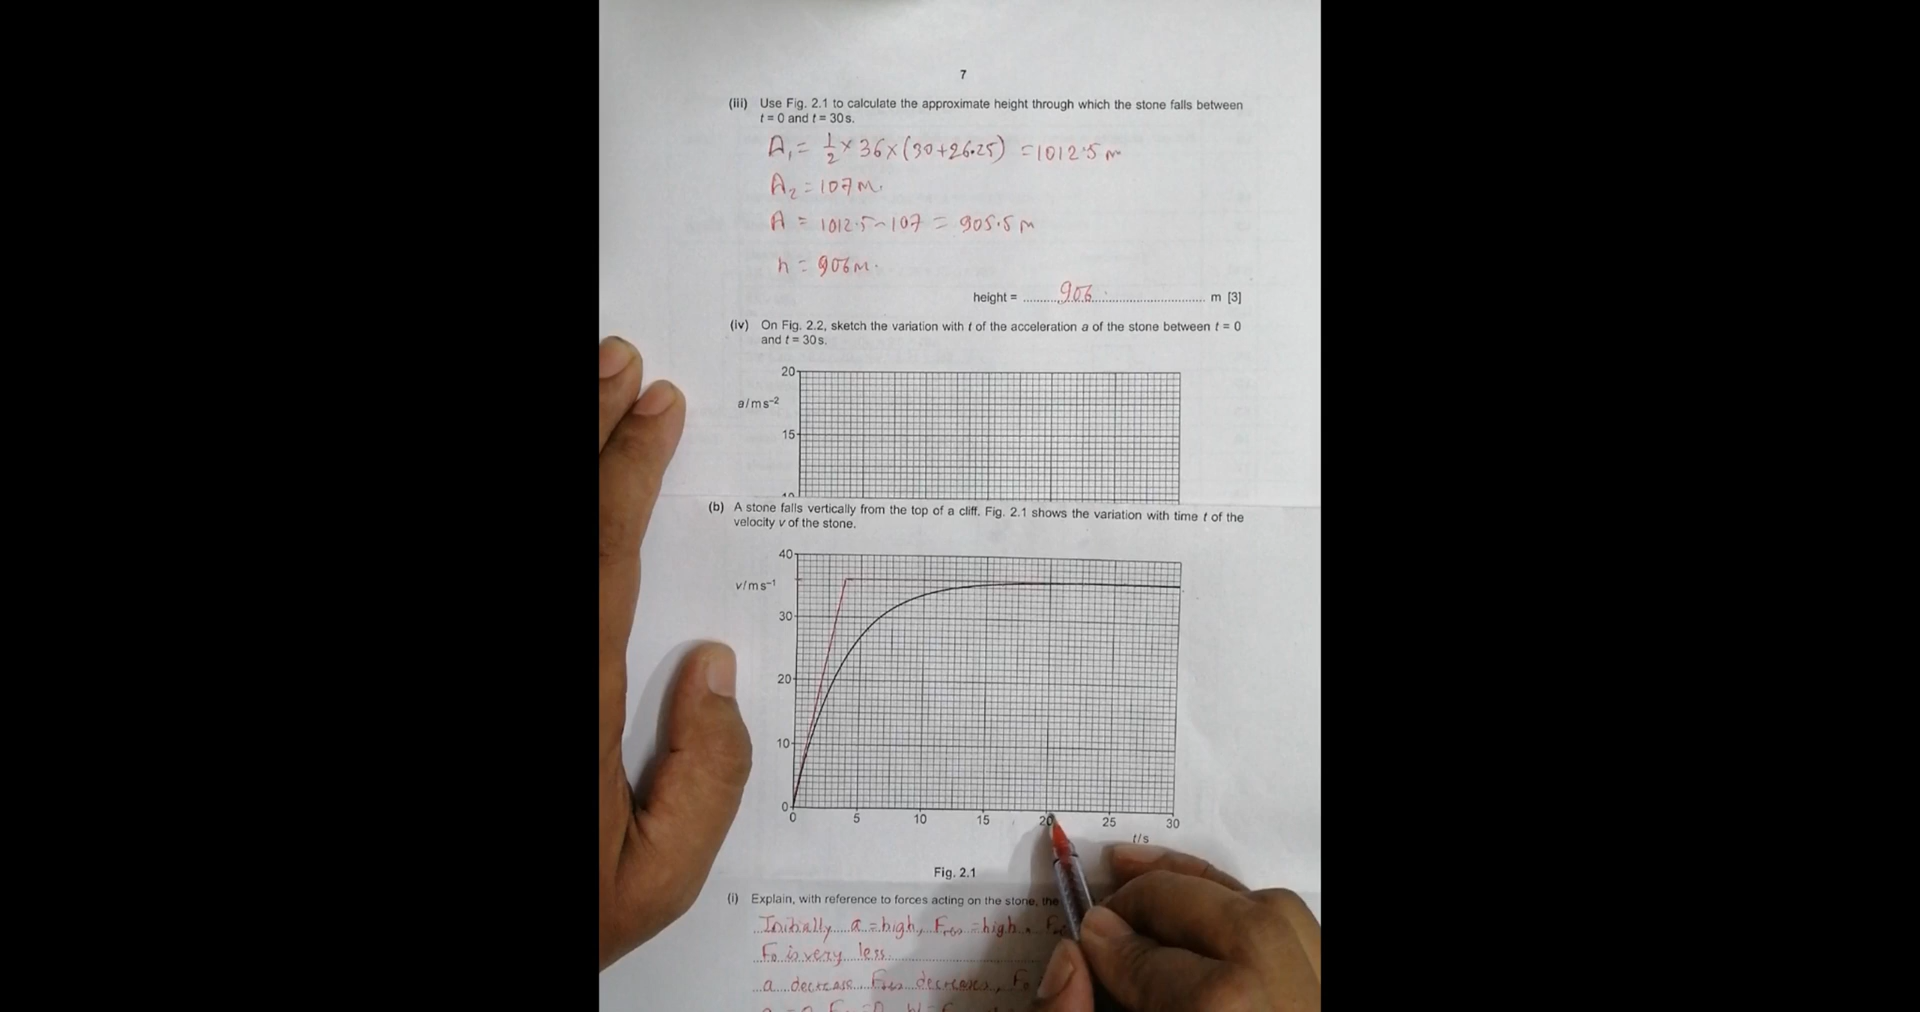 7
(iii) Use Fig. 2.1 to calculate the approximate height through which the stone falls between
t = 0 and t = 30 s.
A₁ = 1/2 × 36 × (30+26.25) = 1012.5 m
A₂ = 107 m.
A = 1012.5 - 107 = 905.5 m
h = 906 m.
height = 906 m [3]
(iv) On Fig. 2.2, sketch the variation with t of the acceleration a of the stone between t = 0
and t = 30 s.
20
a/ms⁻²
15
10
(b) A stone falls vertically from the top of a cliff. Fig. 2.1 shows the variation with time t of the
velocity v of the stone.
40
v/ms⁻¹
30
20
10
0
0 5 10 15 20 25 30
t/s
Fig. 2.1
(i) Explain, with reference to forces acting on the stone, the
Initially a = high, Fres = high.
F_D is very less
a decrease Fres decreases,